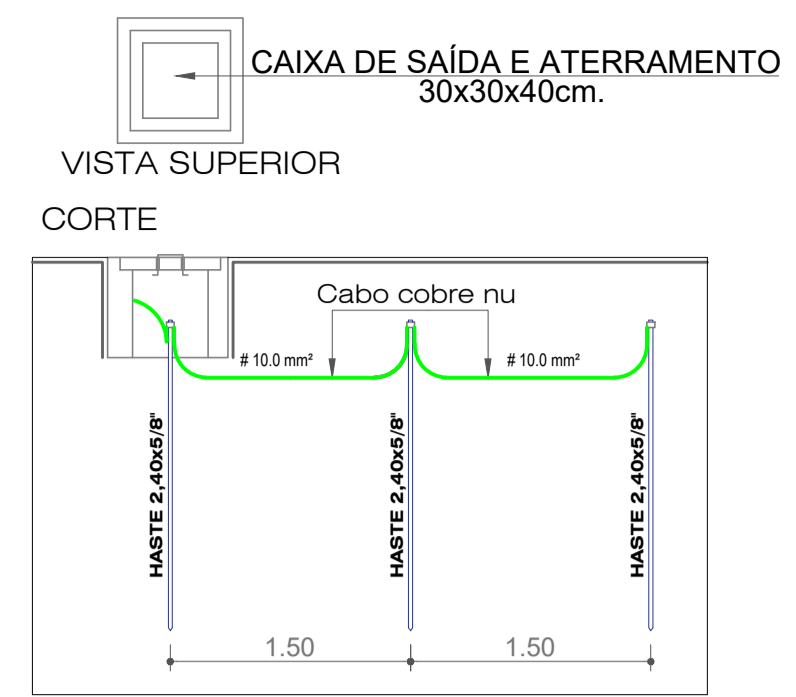 CAIXA DE SAÍDA E ATERRAMENTO
30x30x40cm.
VISTA SUPERIOR
CORTE
Cabo cobre nu
# 10.0 mm²
# 10.0 mm²
HASTE 2,40x5/8"
HASTE 2,40x5/8"
HASTE 2,40x5/8"
1.50
1.50